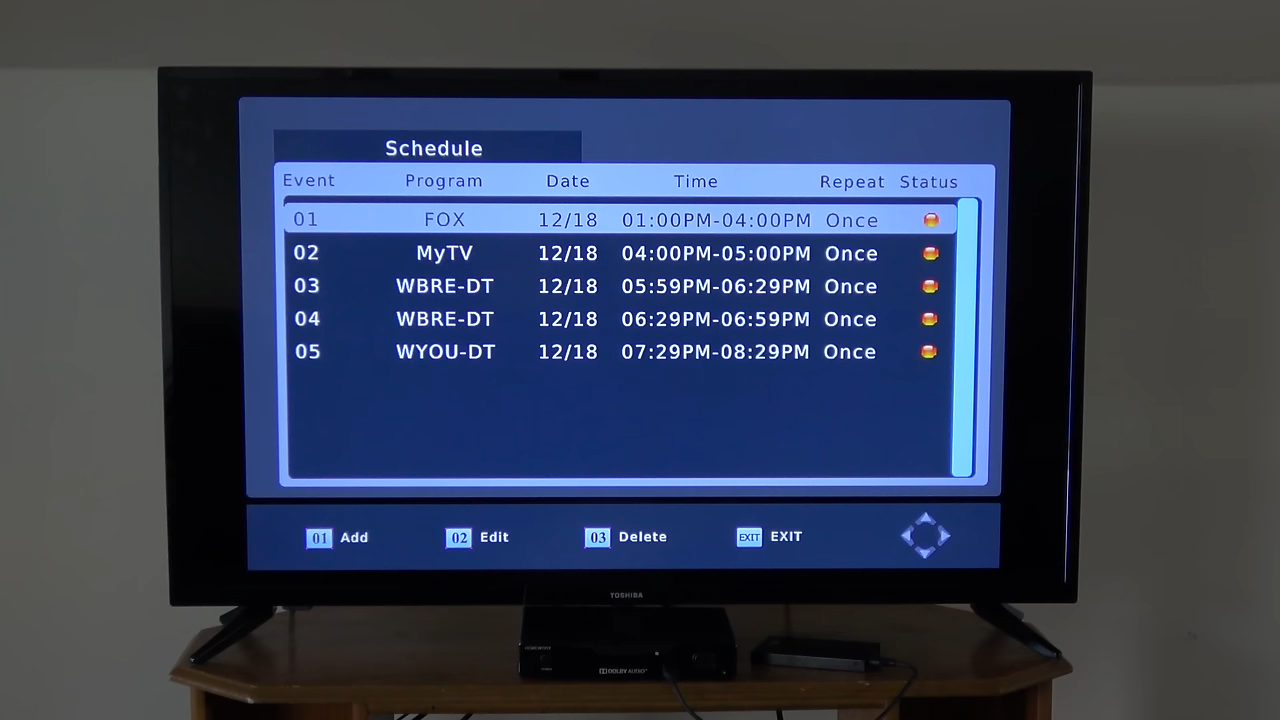 Schedule
Event Program Date Time Repeat Status
01 FOX 12/18 01:00PM-04:00PM Once
02 MyTV 12/18 04:00PM-05:00PM Once
03 WBRE-DT 12/18 05:59PM-06:29PM Once
04 WBRE-DT 12/18 06:29PM-06:59PM Once
05 WYOU-DT 12/18 07:29PM-08:29PM Once
01 Add 02 Edit 03 Delete EXIT EXIT
TOSHIBA
DOLBY AUDIO